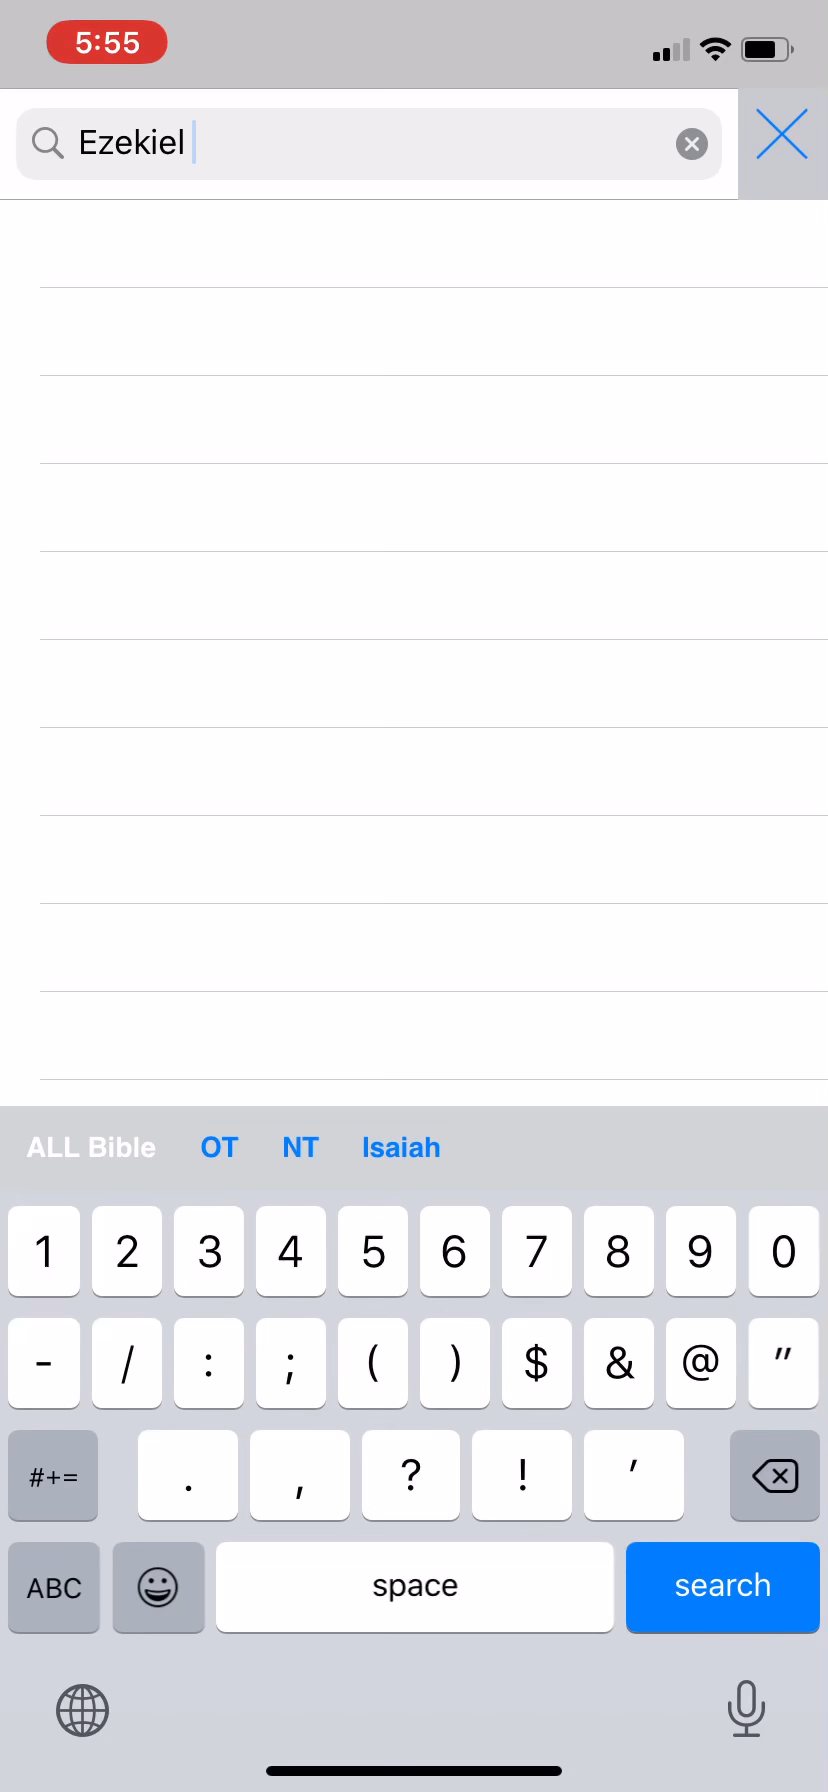 5:55
Ezekiel
ALL Bible OT NT Isaiah
1 2 3 4 5 6 7 8 9 0
- / : ; ( ) $ & @ "
#+= . , ? ! '
ABC space search